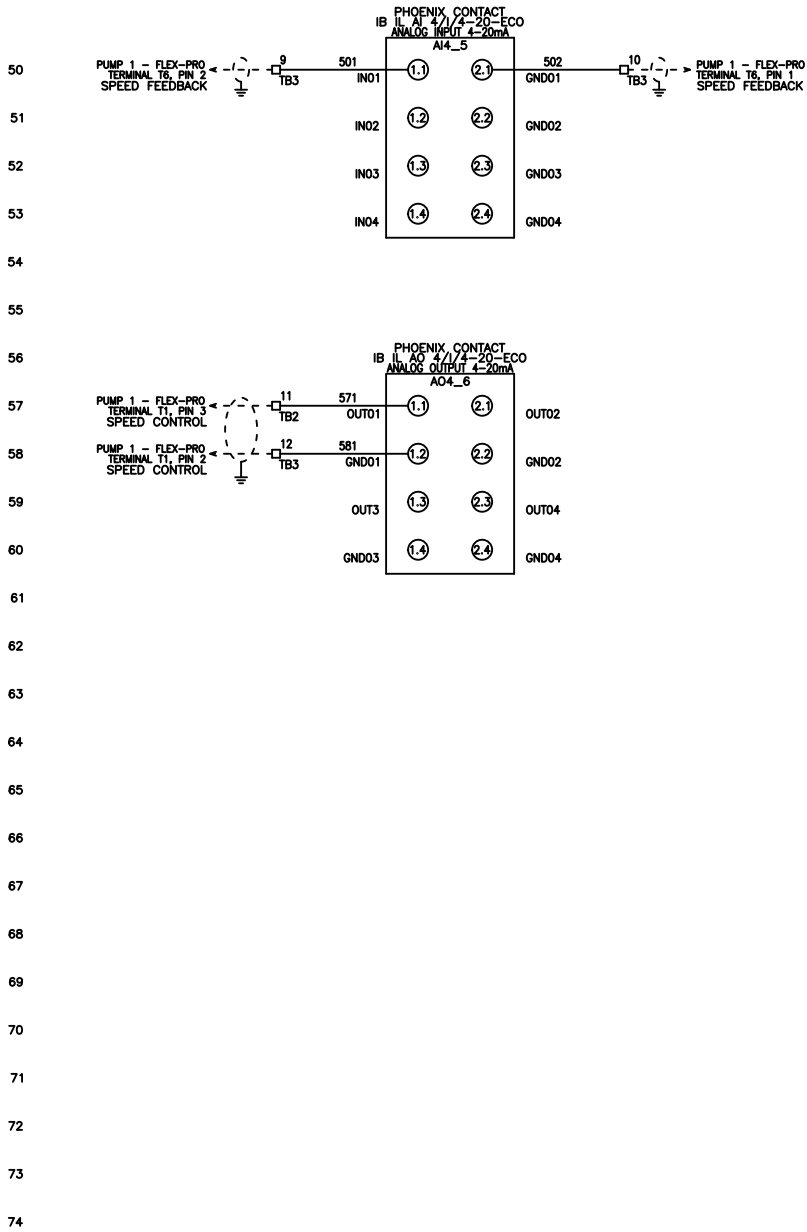 PHOENIX CONTACT
IB IL AI 4/I/4-20-ECO
ANALOG INPUT 4-20mA
AI4_5
50
PUMP 1 - FLEX-PRO
TERMINAL T6, PIN 2
SPEED FEEDBACK
9
TB3
501
IN01
1.1
2.1
GND01
502
10
TB3
PUMP 1 - FLEX-PRO
TERMINAL T6, PIN 1
SPEED FEEDBACK
51
IN02
1.2
2.2
GND02
52
IN03
1.3
2.3
GND03
53
IN04
1.4
2.4
GND04
54
55
56
PHOENIX CONTACT
IB IL AO 4/I/4-20-ECO
ANALOG OUTPUT 4-20mA
AO4_6
57
PUMP 1 - FLEX-PRO
TERMINAL T1, PIN 3
SPEED CONTROL
11
TB2
571
OUT01
1.1
2.1
OUT02
58
PUMP 1 - FLEX-PRO
TERMINAL T1, PIN 2
SPEED CONTROL
12
TB3
581
GND01
1.2
2.2
GND02
59
OUT3
1.3
2.3
OUT04
60
GND03
1.4
2.4
GND04
61
62
63
64
65
66
67
68
69
70
71
72
73
74